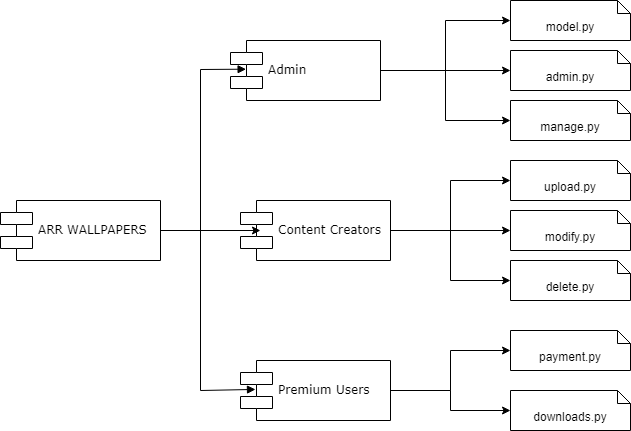 ARR WALLPAPERS
Admin
model.py
admin.py
manage.py
Content Creators
upload.py
modify.py
delete.py
Premium Users
payment.py
downloads.py